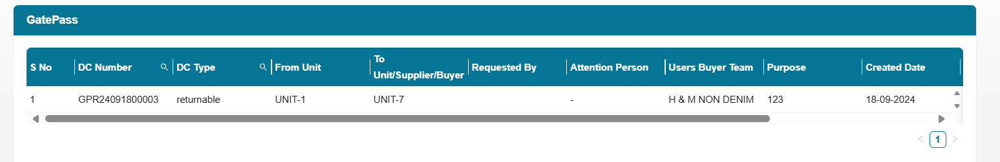 GatePass
S No DC Number DC Type From Unit To Unit/Supplier/Buyer Requested By Attention Person Users Buyer Team Purpose Created Date
1 GPR24091800003 returnable UNIT-1 UNIT-7 - H & M NON DENIM 123 18-09-2024
1